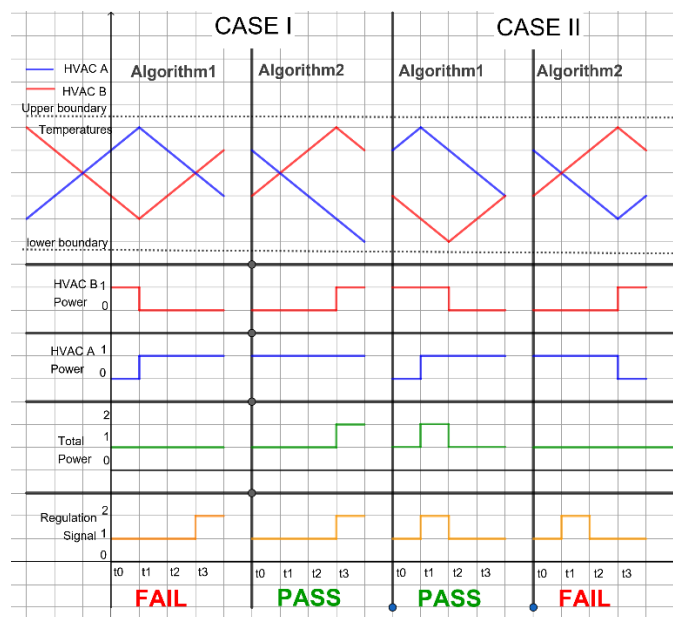 CASE I
CASE II
HVAC A
Algorithm1
Algorithm2
Algorithm1
Algorithm2
HVAC B
Upper boundary
Temperatures
lower boundary
HVAC B 1
Power 0
HVAC A 1
Power 0
2
Total 1
Power 0
Regulation 2
Signal 1
0
t0 t1 t2 t3 t0 t1 t2 t3 t0 t1 t2 t3 t0 t1 t2 t3
FAIL PASS PASS FAIL